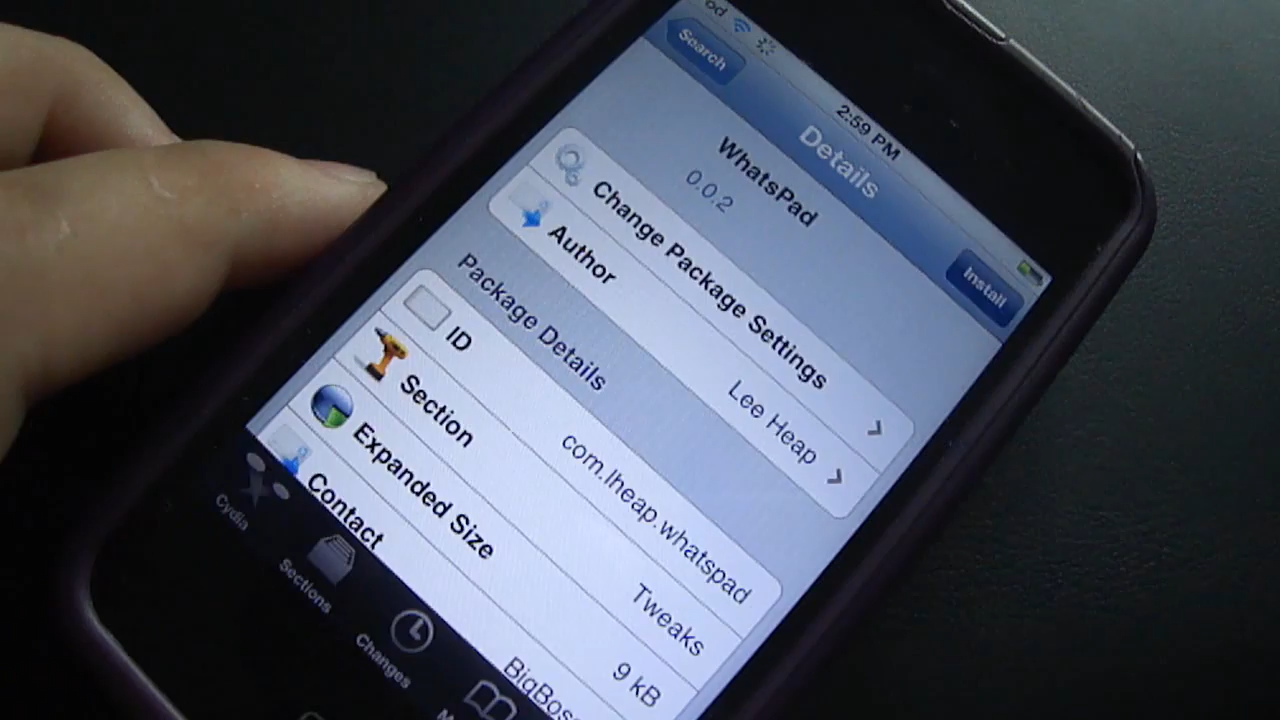 od
2:59 PM
Search
Details
Install
WhatsPad
0.0.2
Change Package Settings
Author
Lee Heap
Package Details
ID
com.lheap.whatspad
Section
Tweaks
Expanded Size
9 kB
Contact
Cydia
Sections
Changes